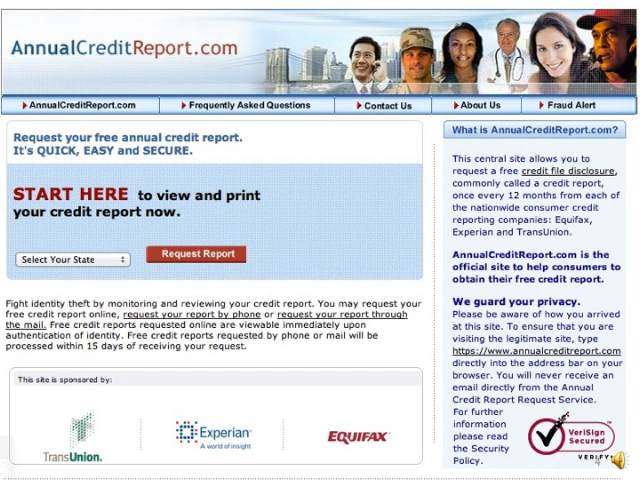 AnnualCreditReport.com
AnnualCreditReport.com
Frequently Asked Questions
Contact Us
About Us
Fraud Alert
Request your free annual credit report.
It's QUICK, EASY and SECURE.
START HERE to view and print
your credit report now.
Select Your State
Request Report
Fight identity theft by monitoring and reviewing your credit report. You may request your
free credit report online, request your report by phone or request your report through
the mail. Free credit reports requested online are viewable immediately upon
authentication of identity. Free credit reports requested by phone or mail will be
processed within 15 days of receiving your request.
This site is sponsored by:
TransUnion.
Experian
A world of insight
EQUIFAX
What is AnnualCreditReport.com?
This central site allows you to
request a free credit file disclosure,
commonly called a credit report,
once every 12 months from each of
the nationwide consumer credit
reporting companies: Equifax,
Experian and TransUnion.
AnnualCreditReport.com is the
official site to help consumers to
obtain their free credit report.
We guard your privacy.
Please be aware of how you arrived
at this site. To ensure that you are
visiting the legitimate site, type
https://www.annualcreditreport.com
directly into the address bar on your
browser. You will never receive an
email directly from the Annual
Credit Report Request Service.
For further
information
please read
the Security
Policy.
VeriSign
Secured
VERIFY
4